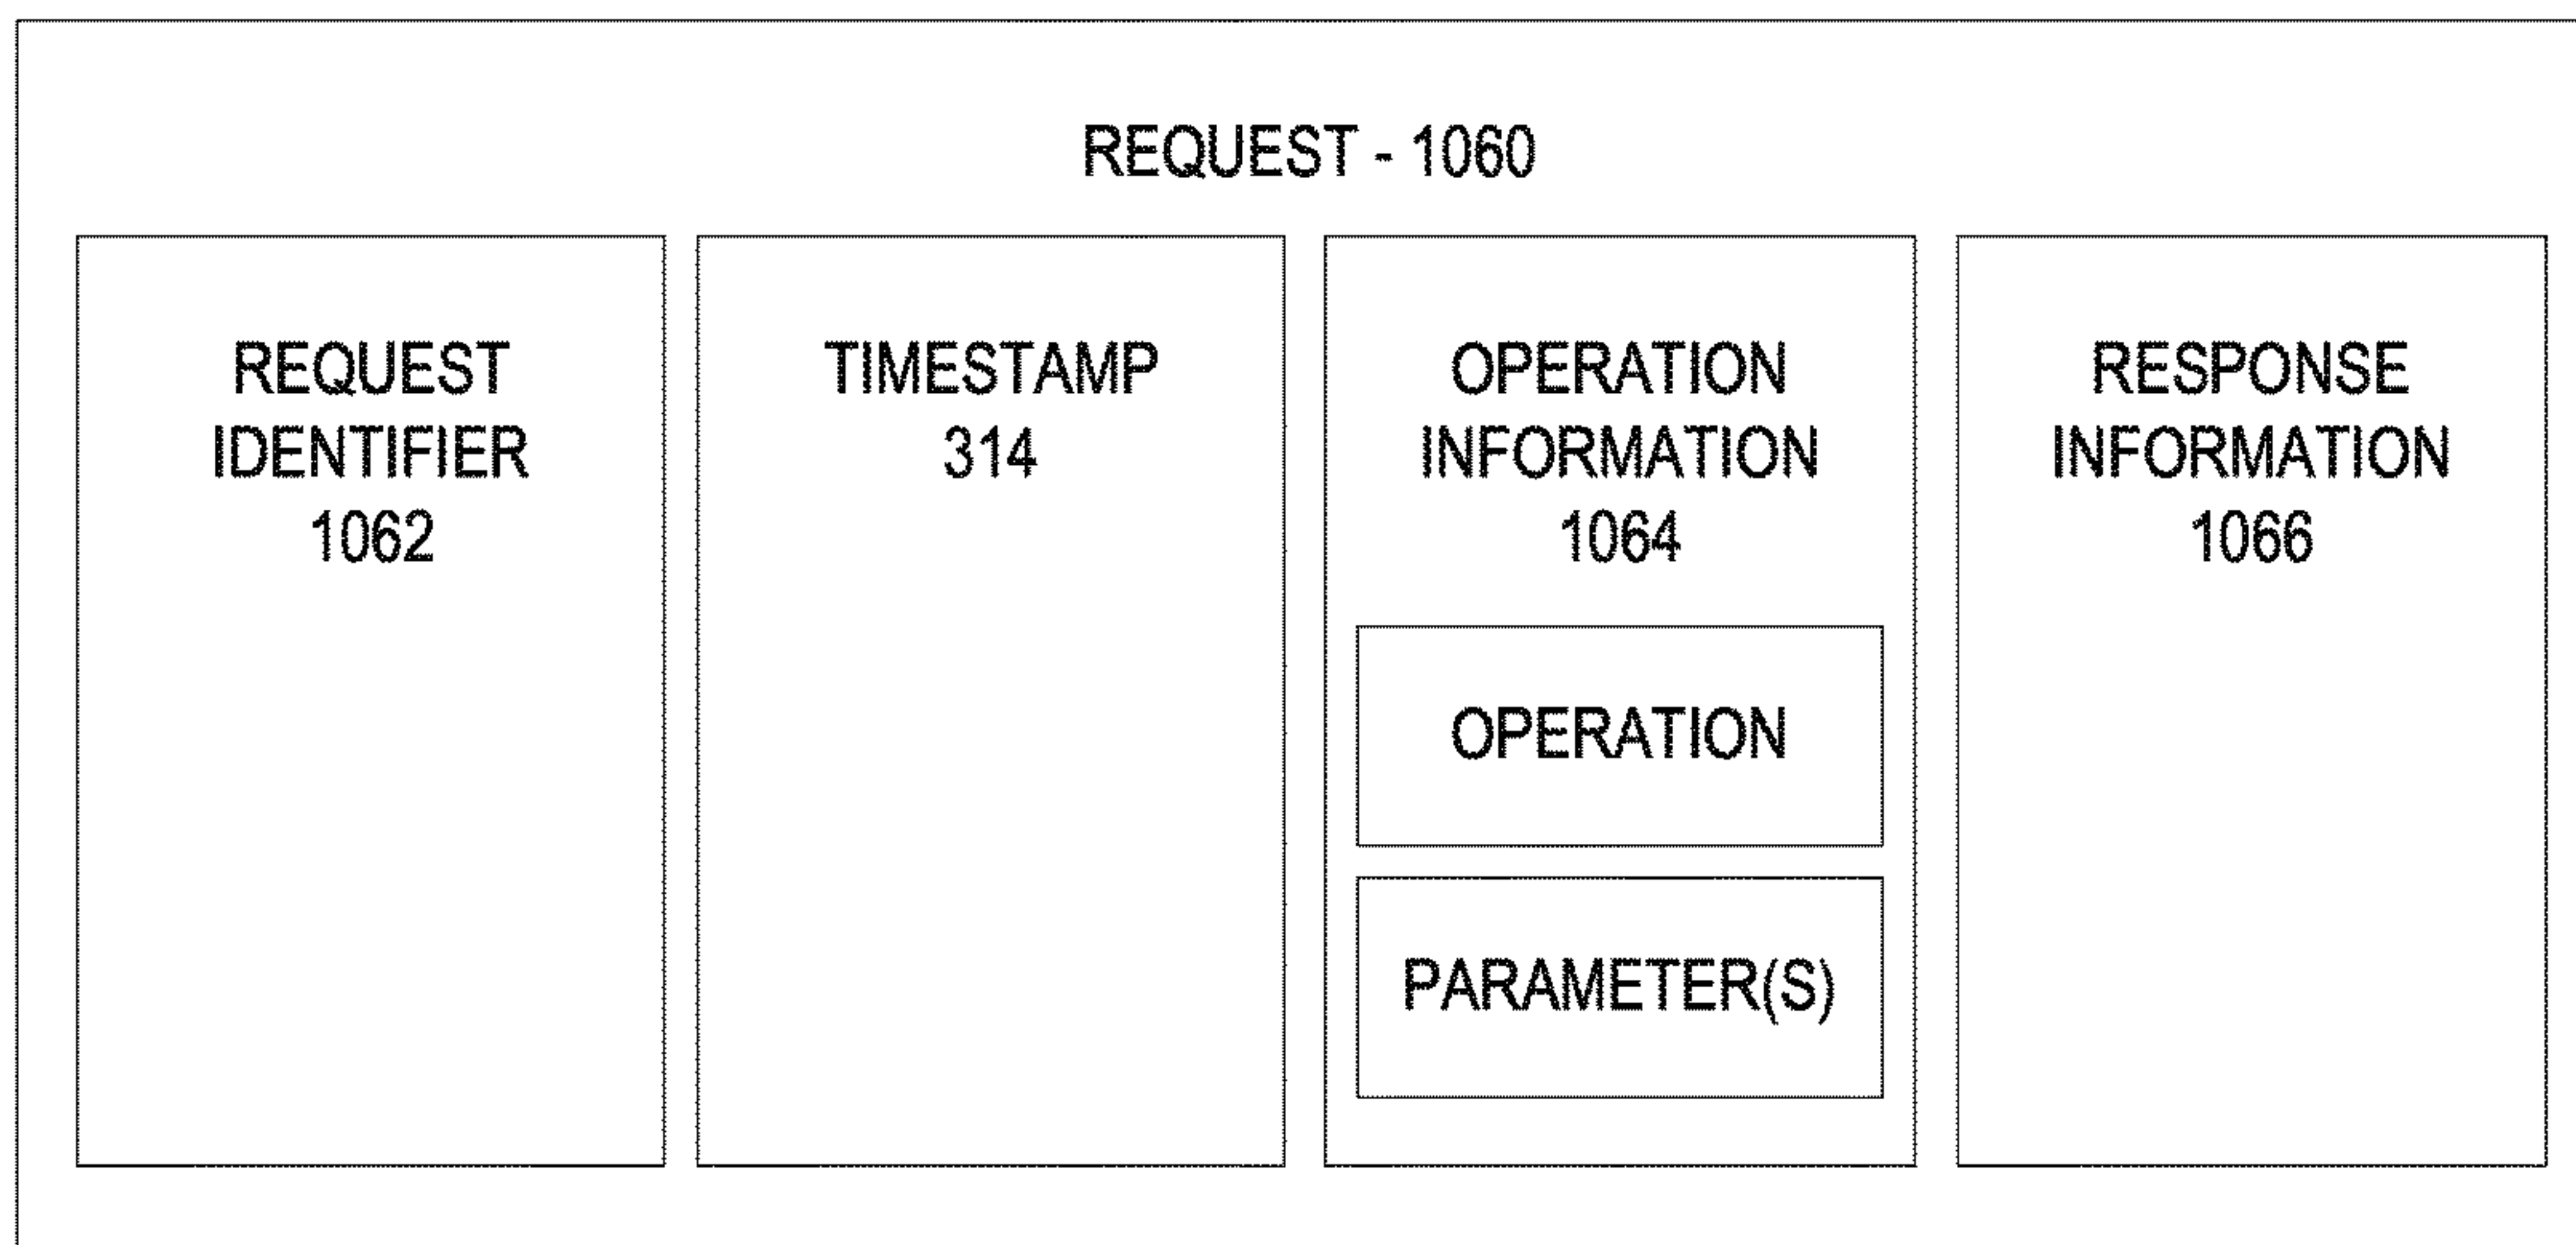 REQUEST - 1060
REQUEST
IDENTIFIER
1062
TIMESTAMP
314
OPERATION
INFORMATION
1064
OPERATION
PARAMETER(S)
RESPONSE
INFORMATION
1066